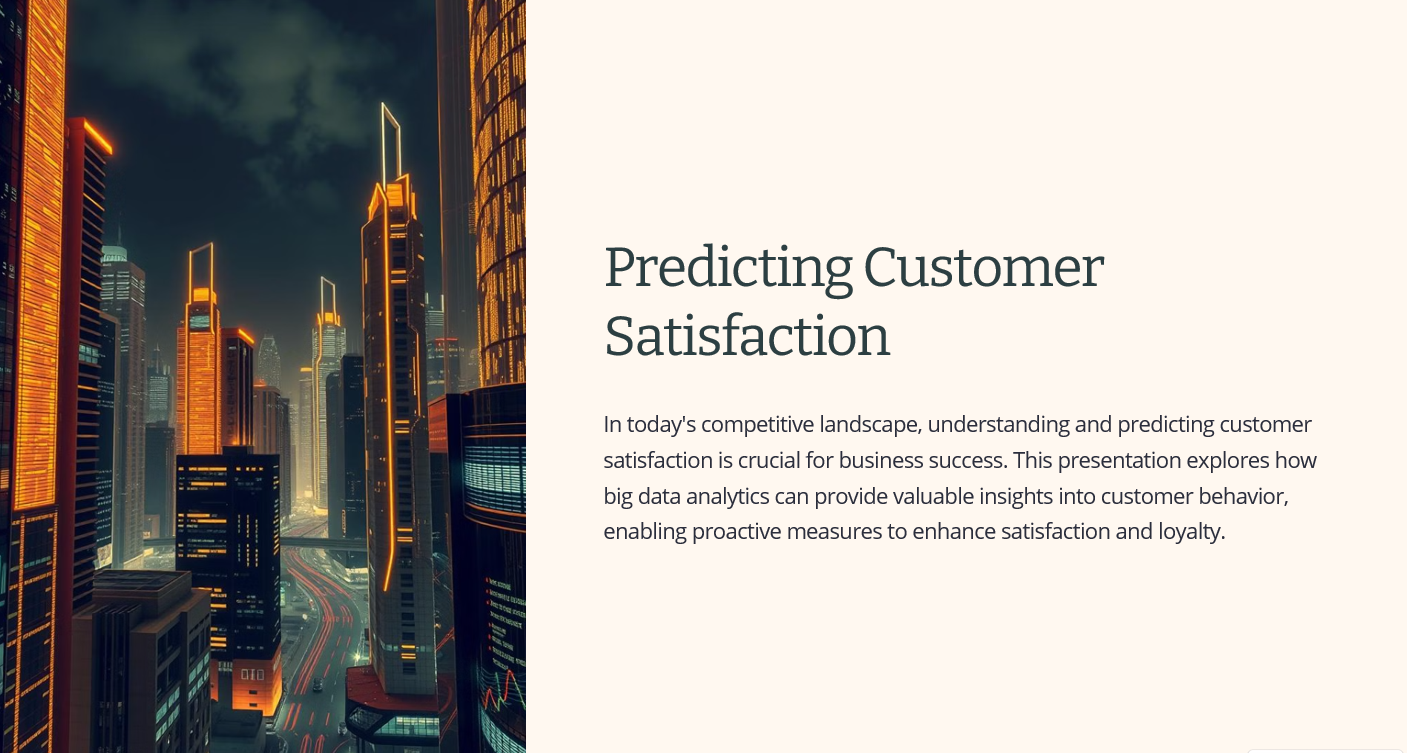 Predicting Customer
Satisfaction
In today's competitive landscape, understanding and predicting customer
satisfaction is crucial for business success. This presentation explores how
big data analytics can provide valuable insights into customer behavior,
enabling proactive measures to enhance satisfaction and loyalty.